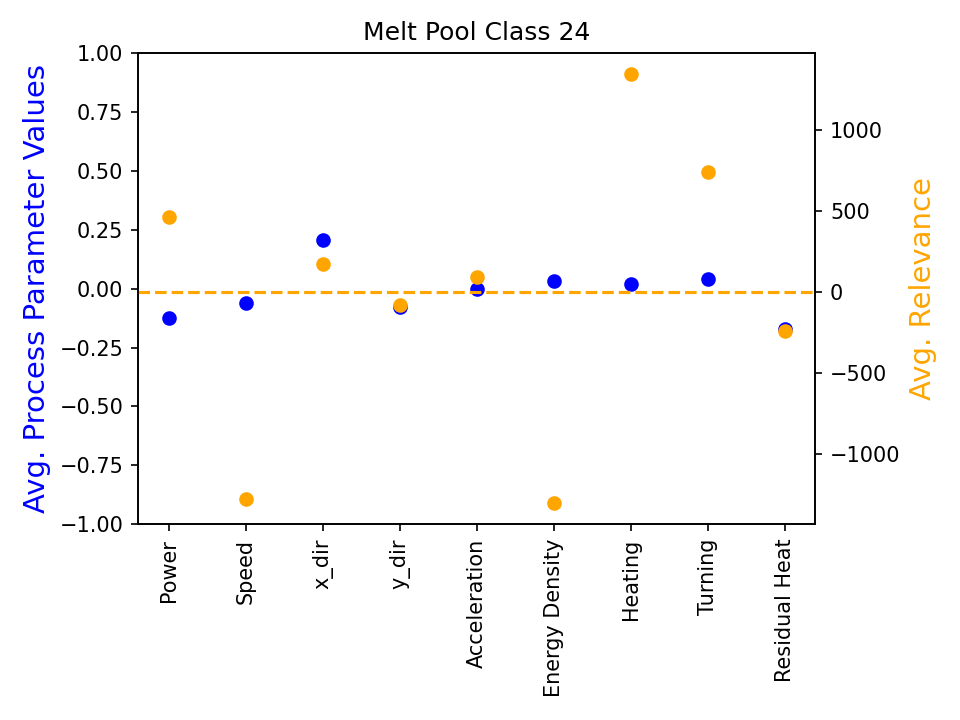 Melt Pool Class 24
Avg. Process Parameter Values
1.00
0.75
0.50
0.25
0.00
−0.25
−0.50
−0.75
−1.00
1000
500
0
−500
−1000
Avg. Relevance
Power
Speed
x_dir
y_dir
Acceleration
Energy Density
Heating
Turning
Residual Heat